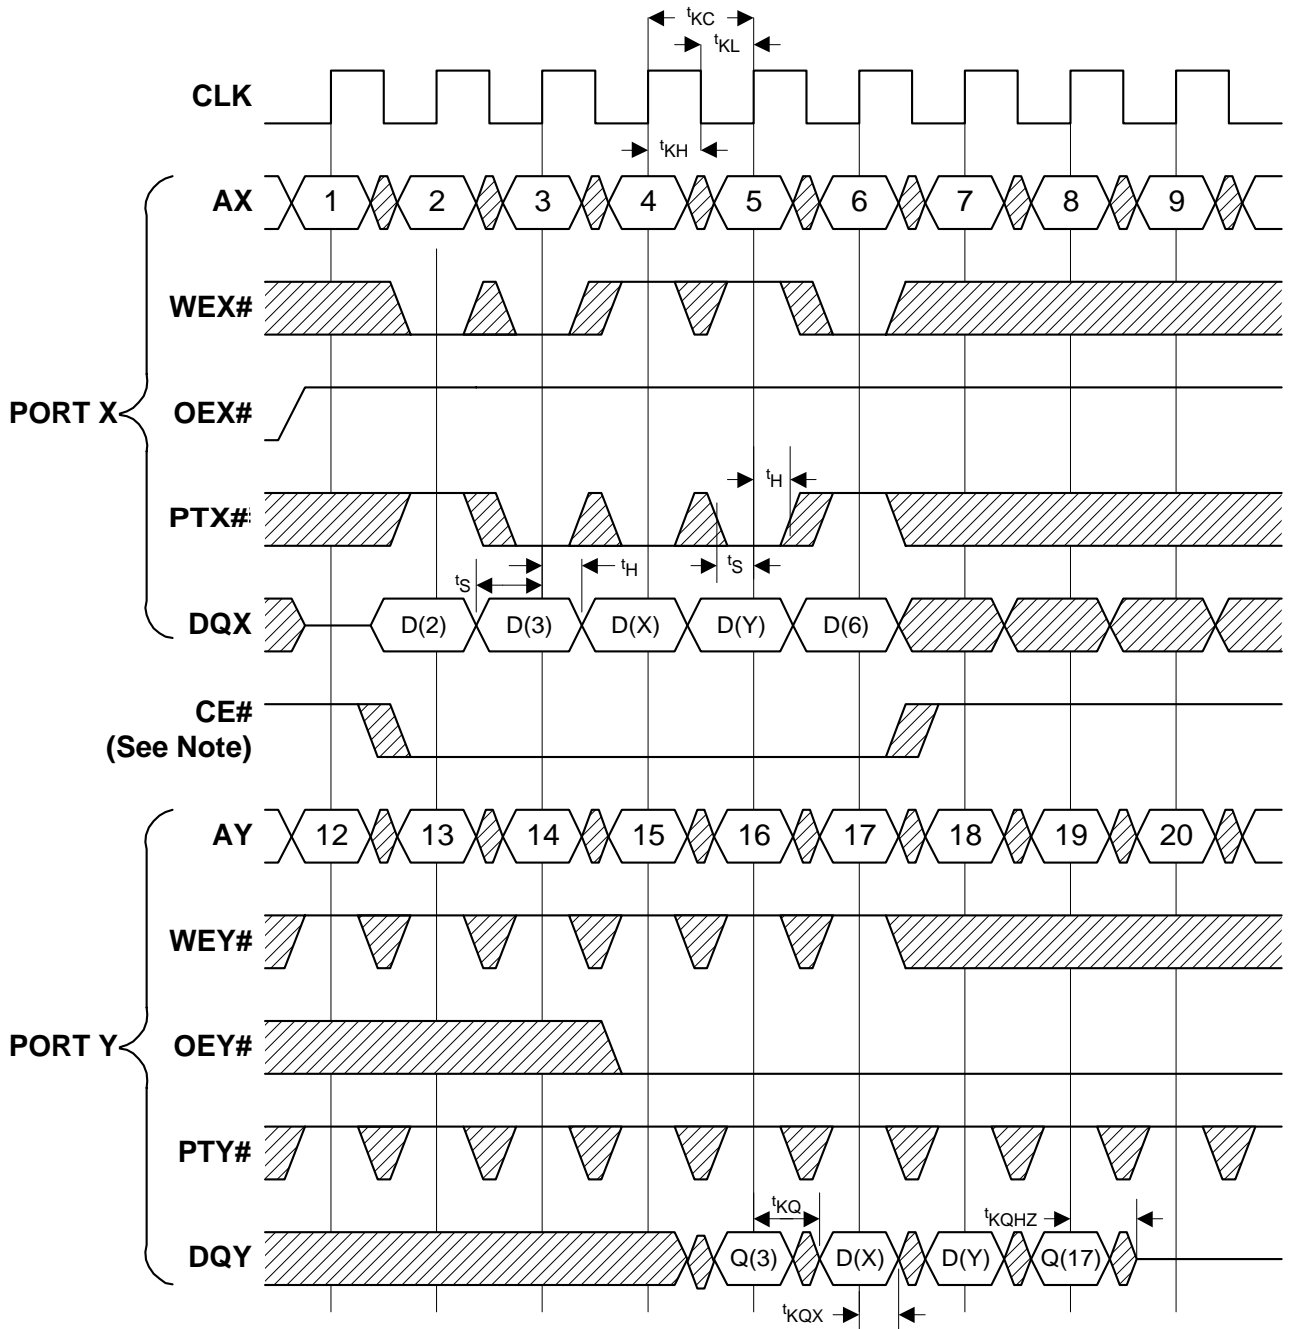 tKC
tKL
CLK
tKH
AX 1 2 3 4 5 6 7 8 9
WEX#
PORT X OEX#
tH
PTX#
tS tH tS
DQX D(2) D(3) D(X) D(Y) D(6)
CE#
(See Note)
AY 12 13 14 15 16 17 18 19 20
WEY#
PORT Y OEY#
PTY#
tKQ tKQHZ
DQY Q(3) D(X) D(Y) Q(17)
tKQX